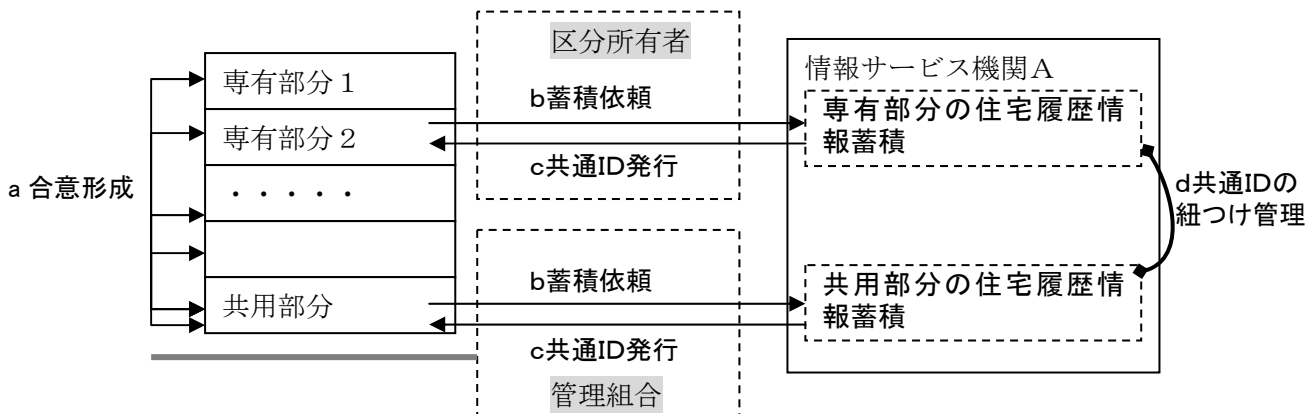 区分所有者
情報サービス機関A
専有部分1
b蓄積依頼
専有部分の住宅履歴情
報蓄積
専有部分2
c共通ID発行
a 合意形成
・・・・・
d共通IDの
紐つけ管理
b蓄積依頼
共用部分の住宅履歴情
報蓄積
共用部分
c共通ID発行
管理組合